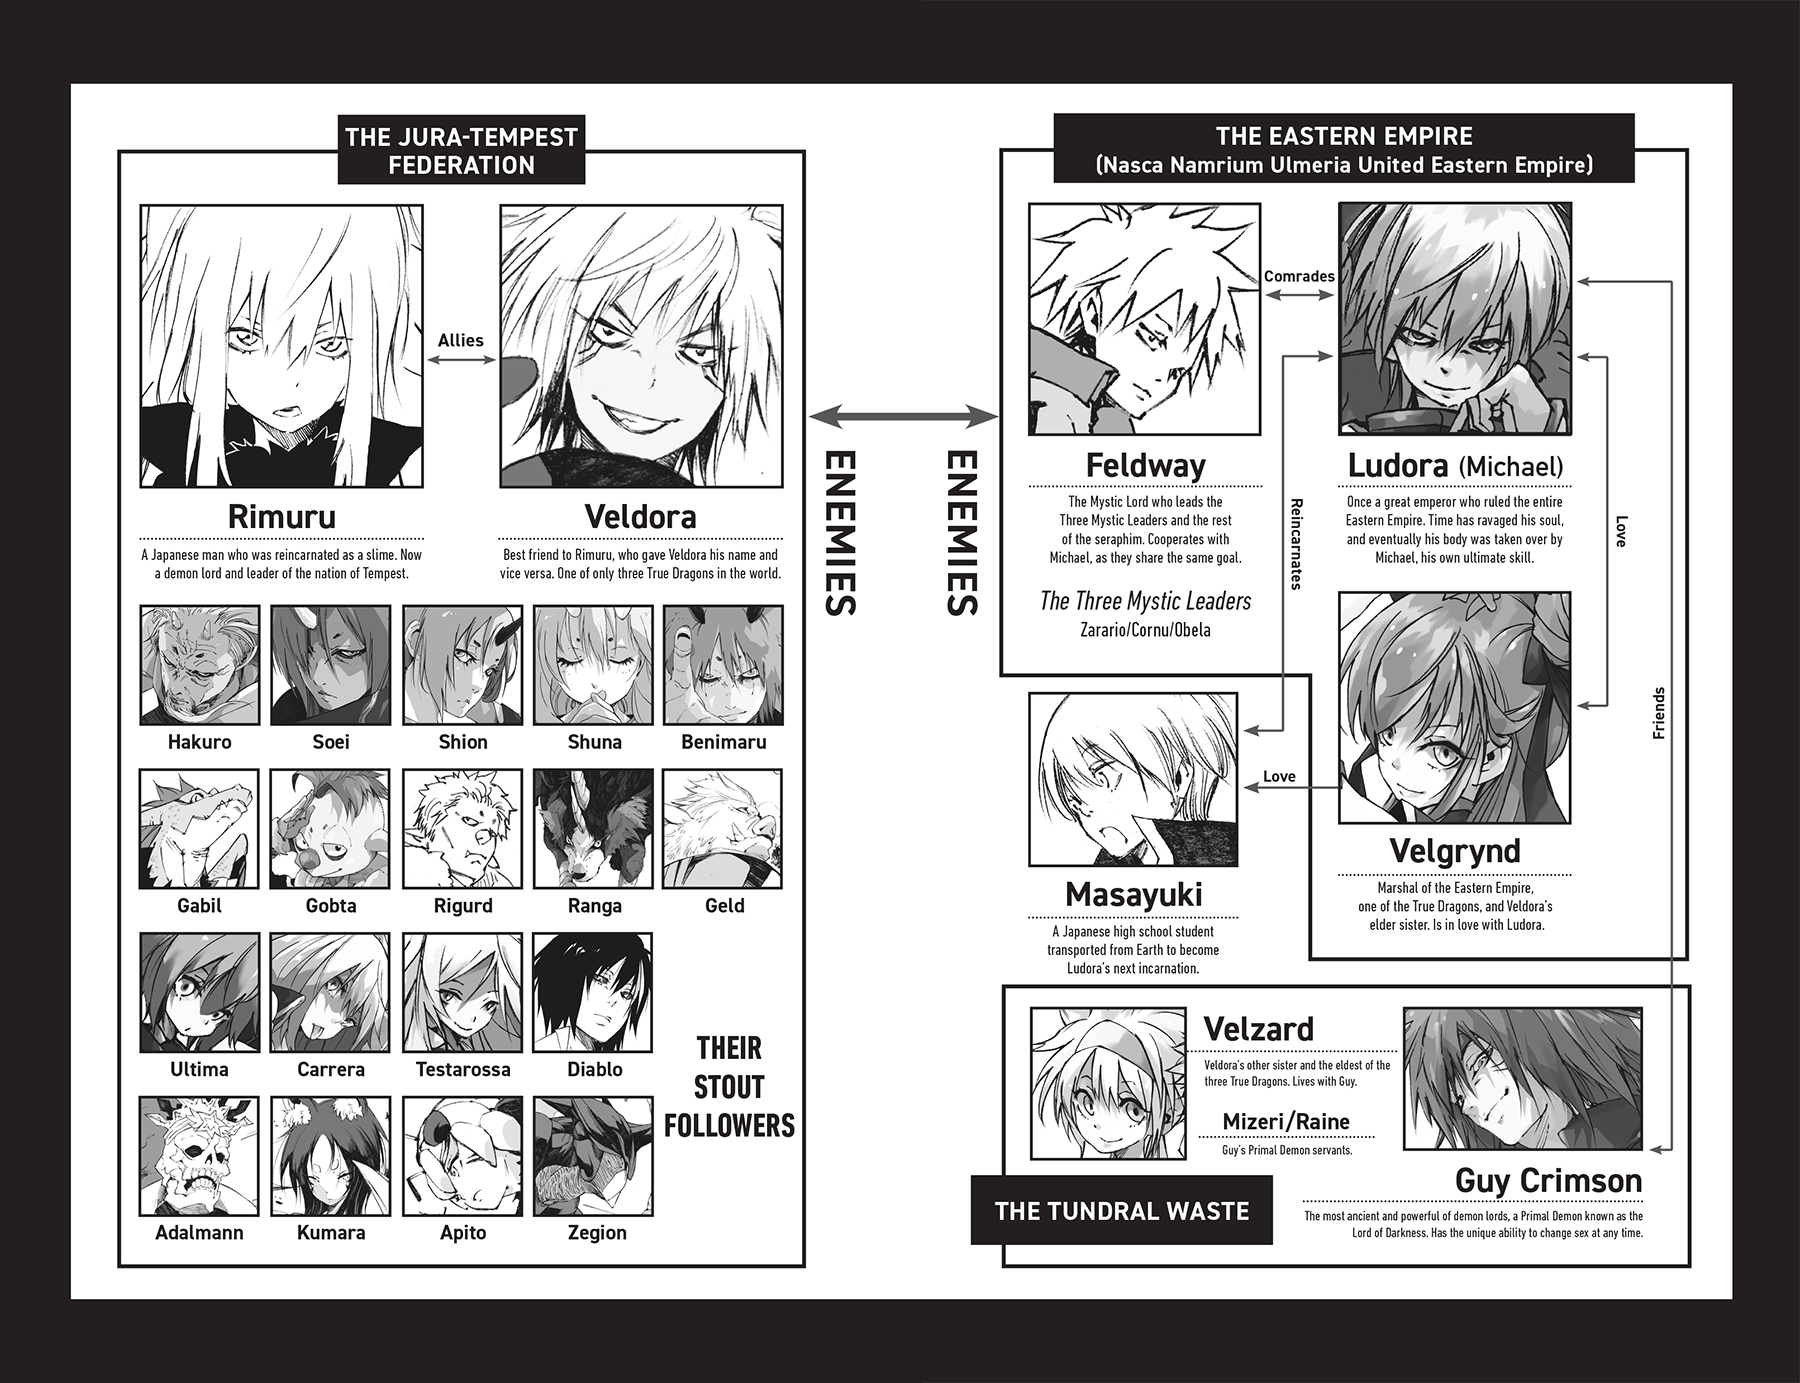 THE JURA-TEMPEST
FEDERATION
Allies
Rimuru
A Japanese man who was reincarnated as a slime. Now
a demon lord and leader of the nation of Tempest.
Veldora
Best friend to Rimuru, who gave Veldora his name and
vice versa. One of only three True Dragons in the world.
Hakuro
Soei
Shion
Shuna
Benimaru
Gabil
Gobta
Rigurd
Ranga
Geld
Ultima
Carrera
Testarossa
Diablo
THEIR
STOUT
FOLLOWERS
Adalmann
Kumara
Apito
Zegion
ENEMIES
ENEMIES
THE EASTERN EMPIRE
(Nasca Namrium Ulmeria United Eastern Empire)
Comrades
Feldway
The Mystic Lord who leads the
Three Mystic Leaders and the rest
of the seraphim. Cooperates with
Michael, as they share the same goal.
The Three Mystic Leaders
Zarario/Cornu/Obela
Reincarnates
Ludora (Michael)
Once a great emperor who ruled the entire
Eastern Empire. Time has ravaged his soul,
and eventually his body was taken over by
Michael, his own ultimate skill.
Love
Friends
Love
Masayuki
A Japanese high school student
transported from Earth to become
Ludora's next incarnation.
Velgrynd
Marshal of the Eastern Empire,
one of the True Dragons, and Veldora's
elder sister. Is in love with Ludora.
Velzard
Veldora's other sister and the eldest of the
three True Dragons. Lives with Guy.
Mizeri/Raine
Guy's Primal Demon servants.
THE TUNDRAL WASTE
Guy Crimson
The most ancient and powerful of demon lords, a Primal Demon known as the
Lord of Darkness. Has the unique ability to change sex at any time.